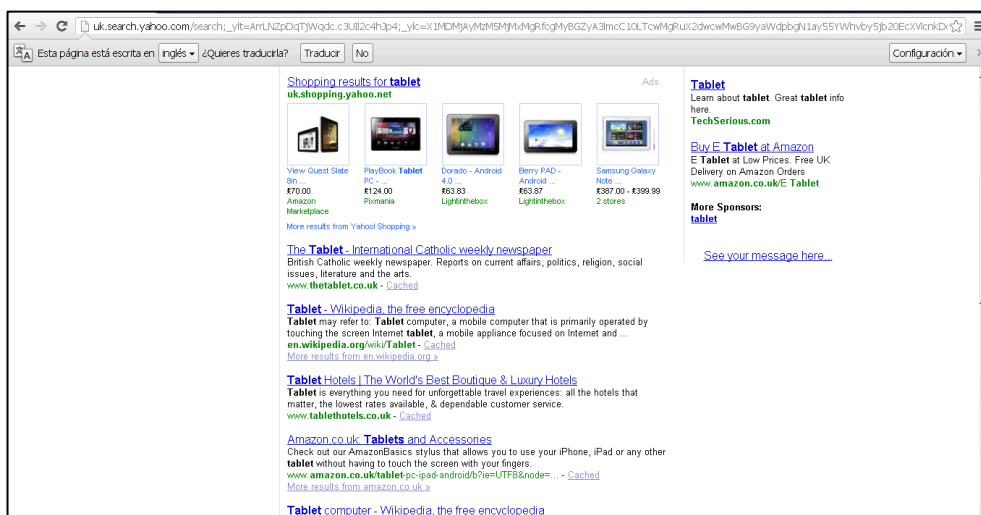 uk.search.yahoo.com/search;_ylt=
Esta página está escrita en inglés ¿Quieres traducirla? Traducir No Configuración
Shopping results for tablet Ads
uk.shopping.yahoo.net
View Quest Slate 8in ...
£70.00
Amazon Marketplace
PlayBook Tablet PC - ...
£124.00
Pixmania
Dorado - Android 4.0 ...
£63.83
Lightinthebox
Berry PAD - Android ...
£63.87
Lightinthebox
Samsung Galaxy Note ...
£387.00 - £399.99
2 stores
More results from Yahoo! Shopping »
The Tablet - International Catholic weekly newspaper
British Catholic weekly newspaper. Reports on current affairs, politics, religion, social
issues, literature and the arts.
www.thetablet.co.uk - Cached
Tablet - Wikipedia, the free encyclopedia
Tablet may refer to: Tablet computer, a mobile computer that is primarily operated by
touching the screen Internet tablet, a mobile appliance focused on Internet and ...
en.wikipedia.org/wiki/Tablet - Cached
More results from en.wikipedia.org »
Tablet Hotels | The World's Best Boutique & Luxury Hotels
Tablet is everything you need for unforgettable travel experiences: all the hotels that
matter, the lowest rates available, & dependable customer service.
www.tablethotels.co.uk - Cached
Amazon.co.uk: Tablets and Accessories
Check out our AmazonBasics stylus that allows you to use your iPhone, iPad or any other
tablet without having to touch the screen with your fingers.
www.amazon.co.uk/tablet-pc-ipad-android/b?ie=UTF8&node=... - Cached
More results from amazon.co.uk »
Tablet computer - Wikipedia, the free encyclopedia
Tablet
Learn about tablet. Great tablet info
here.
TechSerious.com
Buy E Tablet at Amazon
E Tablet at Low Prices. Free UK
Delivery on Amazon Orders
www.amazon.co.uk/E Tablet
More Sponsors:
tablet
See your message here...